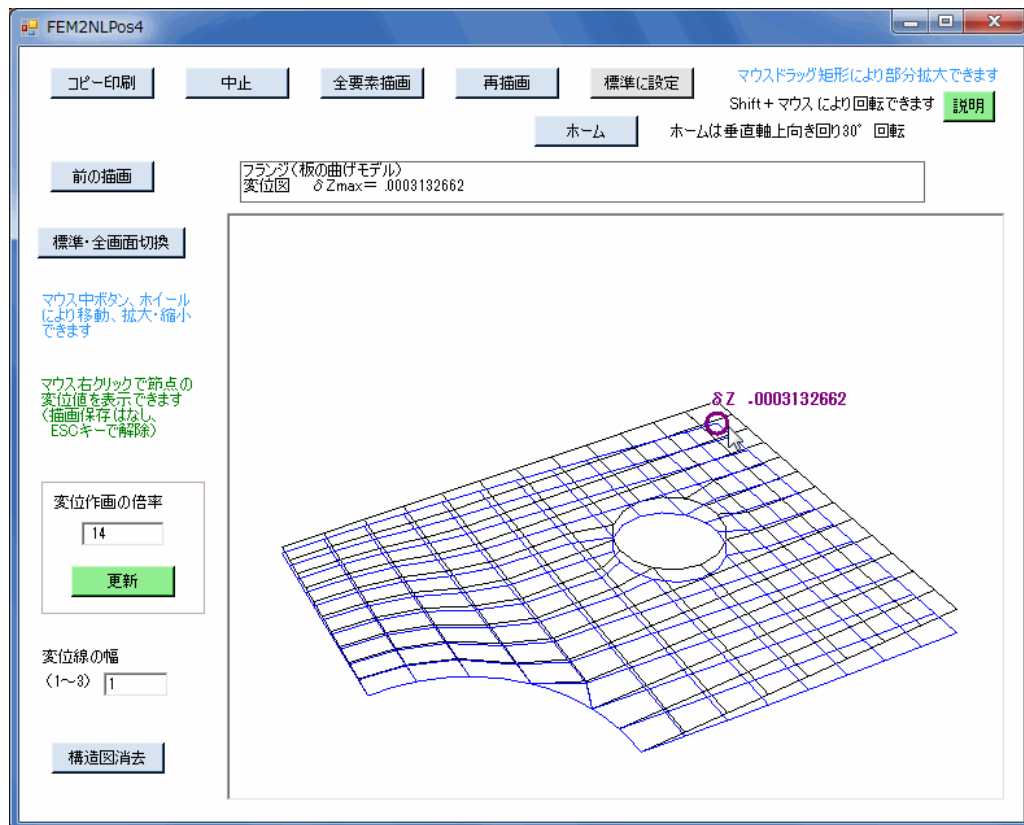 FEM2NLPos4
コピー印刷
中止
全要素描画
再描画
標準に設定
マウスドラッグ矩形により部分拡大できます
Shift+マウスにより回転できます
説明
ホーム
ホームは垂直軸上向き回り30° 回転
前の描画
フランジ(板の曲げモデル)
変位図 δZmax= .0003132662
標準・全画面切換
マウス中ボタン、ホイール
により移動、拡大・縮小
できます
マウス右クリックで節点の
変位値を表示できます
(描画保存はなし、
ESCキーで解除)
δZ .0003132662
変位作画の倍率
14
更新
変位線の幅
(1~3) 1
構造図消去